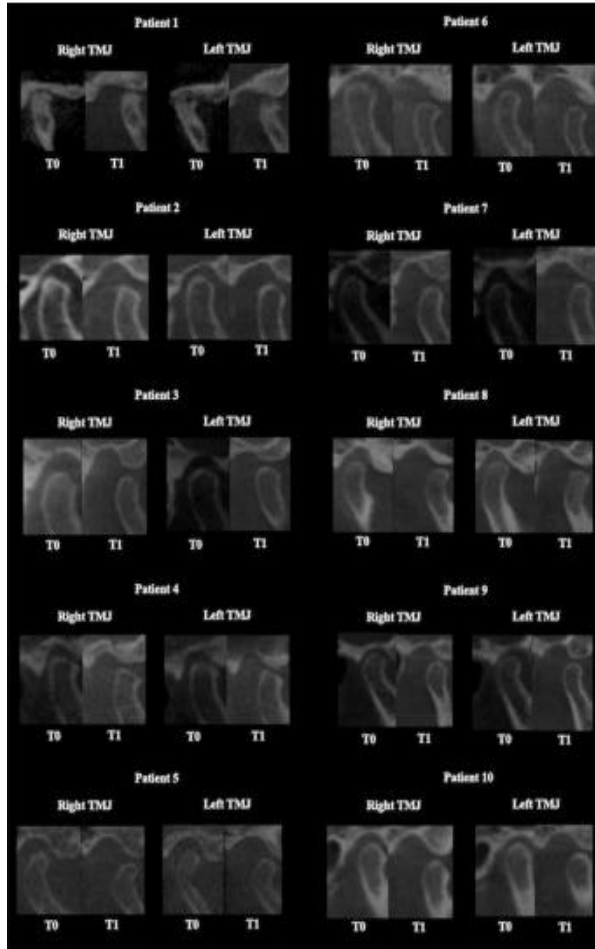 Patient 1
Right TMJ Left TMJ
T0 T1 T0 T1
Patient 2
Right TMJ Left TMJ
T0 T1 T0 T1
Patient 3
Right TMJ Left TMJ
T0 T1 T0 T1
Patient 4
Right TMJ Left TMJ
T0 T1 T0 T1
Patient 5
Right TMJ Left TMJ
T0 T1 T0 T1
Patient 6
Right TMJ Left TMJ
T0 T1 T0 T1
Patient 7
Right TMJ Left TMJ
T0 T1 T0 T1
Patient 8
Right TMJ Left TMJ
T0 T1 T0 T1
Patient 9
Right TMJ Left TMJ
T0 T1 T0 T1
Patient 10
Right TMJ Left TMJ
T0 T1 T0 T1